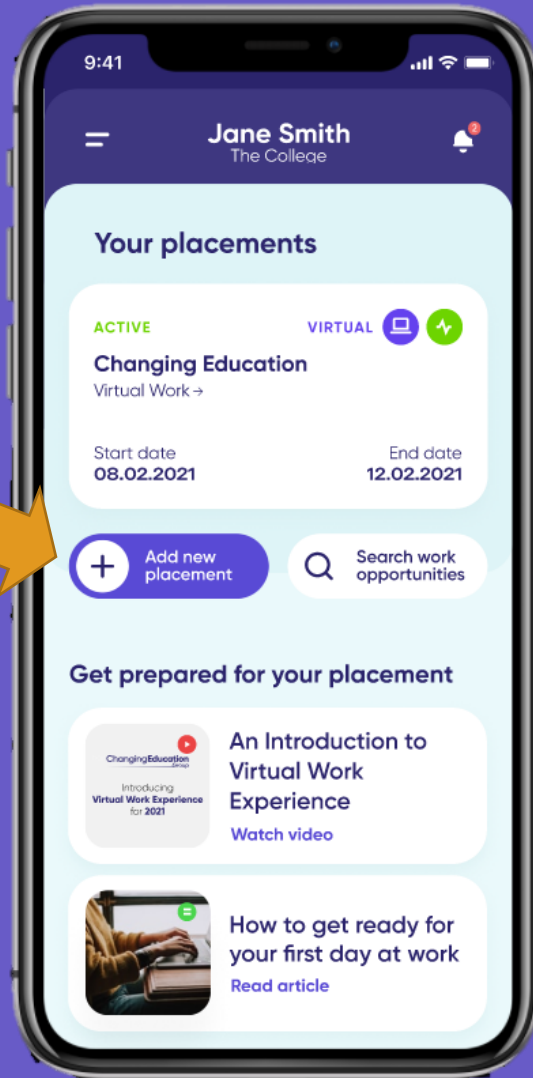 9:41
Jane Smith
2
The College
Your placements
ACTIVE
VIRTUAL
Changing Education
Virtual Work→
Start date
End date
08.02.2021
12.02.2021
Add new
placement
Search work
opportunities
Get prepared for your placement
ChangingEducation
Group
Introducing
Virtual Work Experience
for 2021
An Introduction to
Virtual Work
Experience
Watch video
How to get ready for
your first day at work
Read article